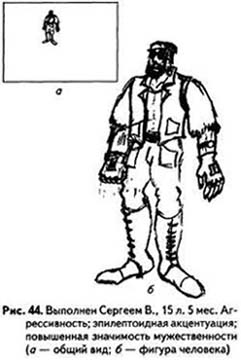 а
б
Рис. 44. Выполнен Сергеем В., 15 л. 5 мес. Аг-
рессивность; эпилептоидная акцентуация;
повышенная значимость мужественности
(а — общий вид; б — фигура человека)